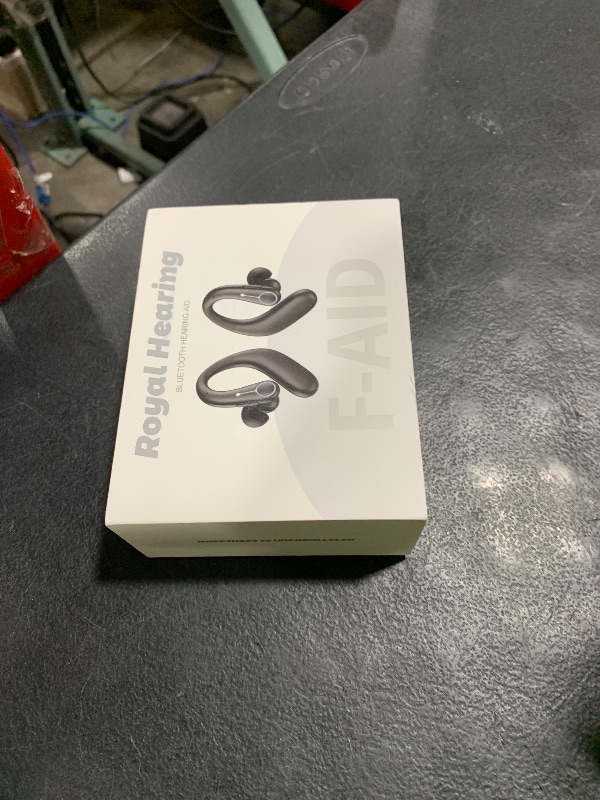 Royal Hearing
BLUETOOTH HEARING AID
F-AID